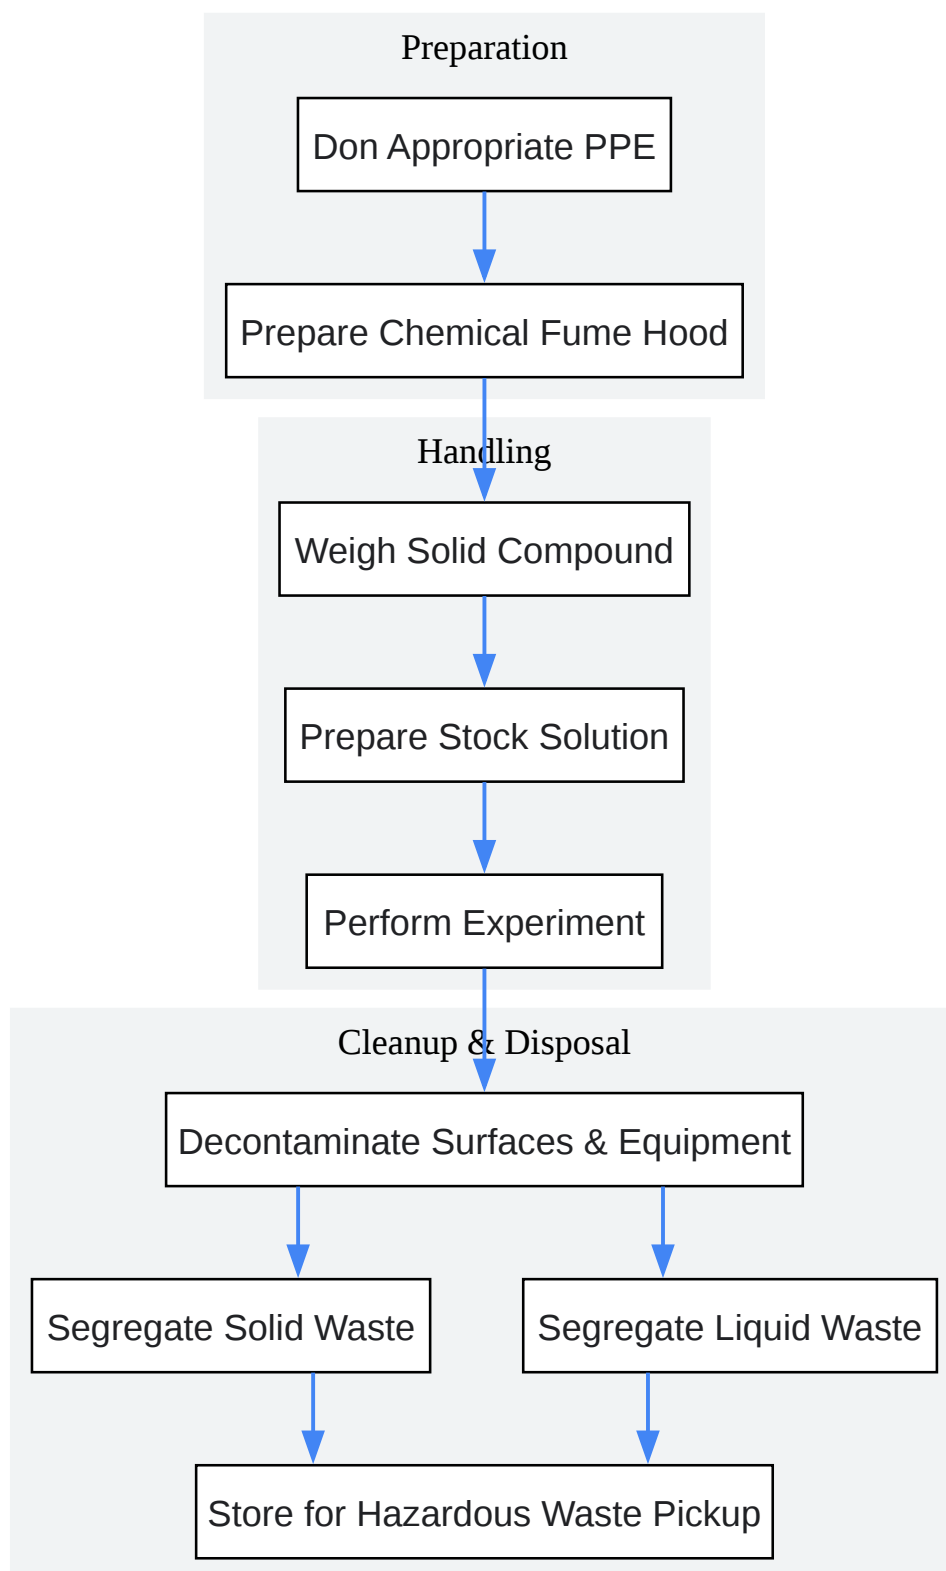 Preparation
Don Appropriate PPE
Prepare Chemical Fume Hood
Handling
Weigh Solid Compound
Prepare Stock Solution
Perform Experiment
Cleanup & Disposal
Decontaminate Surfaces & Equipment
Segregate Solid Waste
Segregate Liquid Waste
Store for Hazardous Waste Pickup